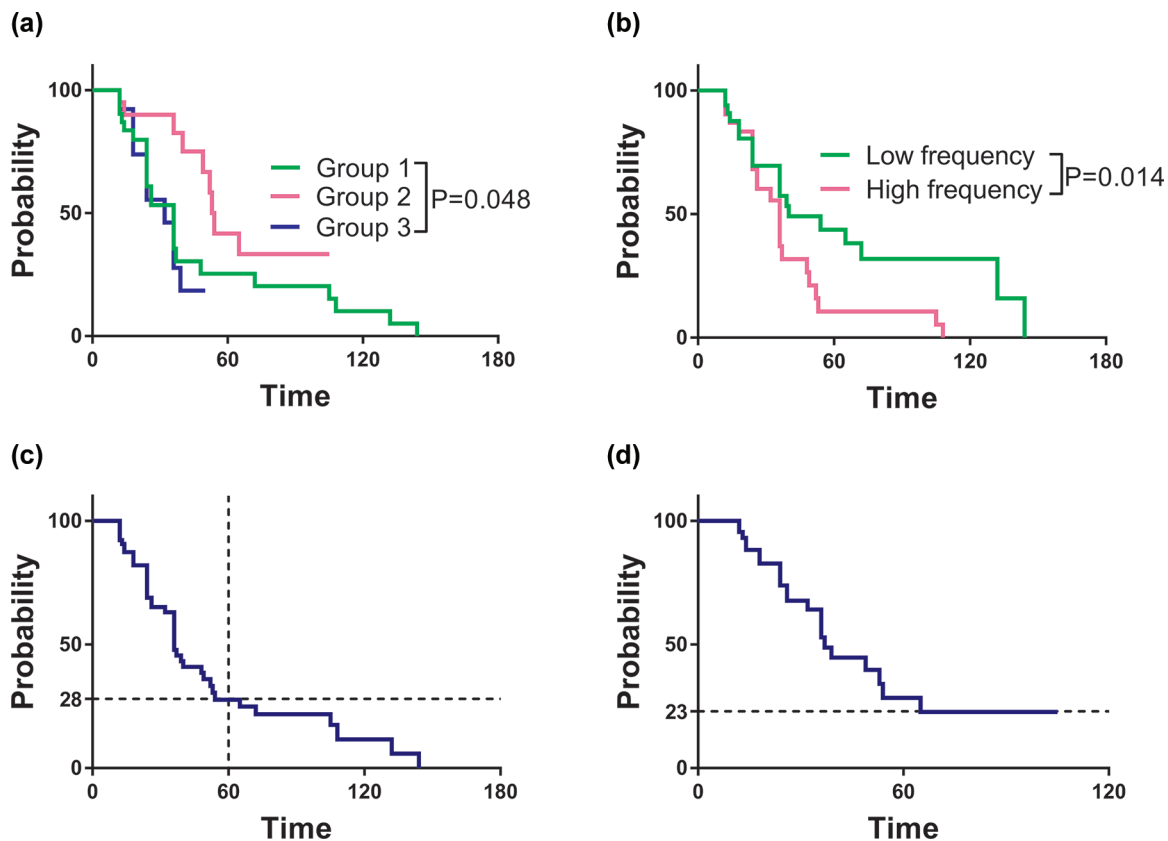 (a)
Probability
100
50
0
0 60 120 180
Time
Group 1
Group 2
Group 3
P=0.048
(b)
Probability
100
50
0
0 60 120 180
Time
Low frequency
High frequency
P=0.014
(c)
Probability
100
50
28
0
0 60 120 180
Time
(d)
Probability
100
50
23
0
0 60 120
Time